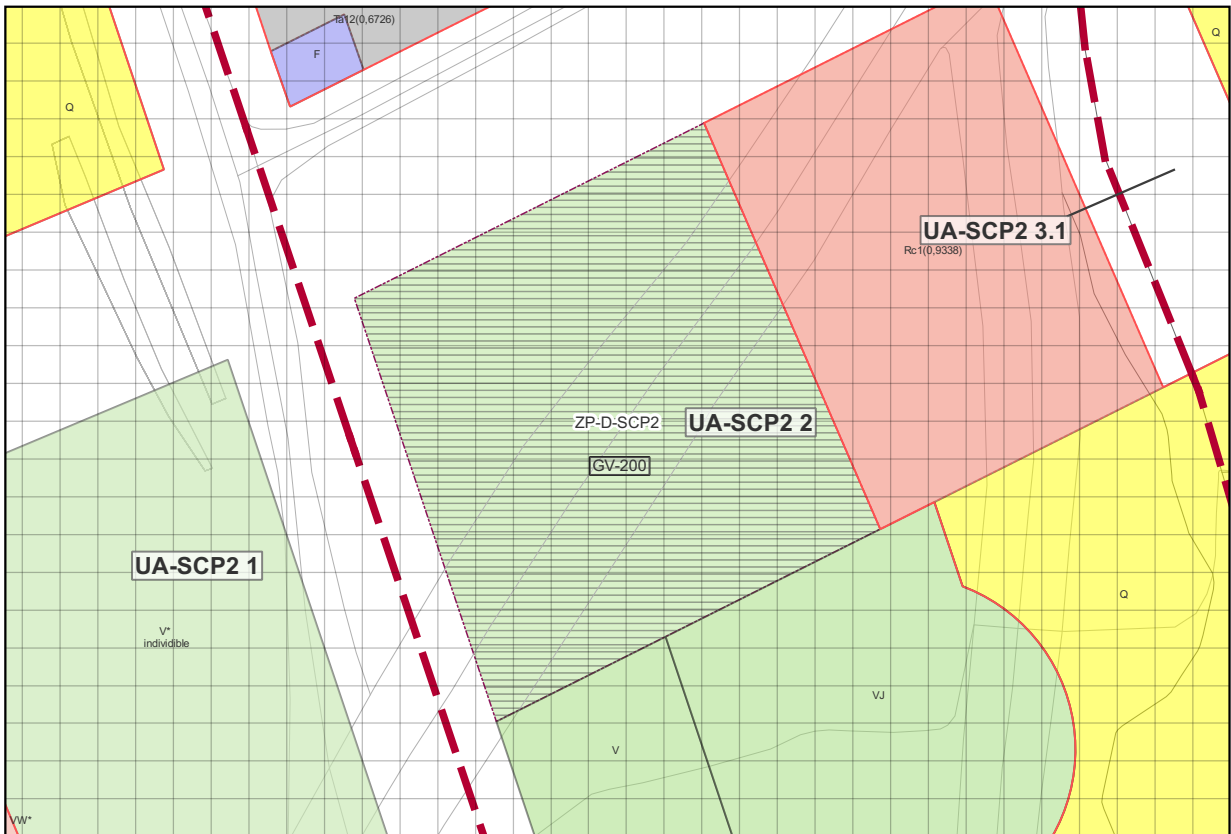 Ta12(0,6726)
F
Q
Q
UA-SCP2 3.1
Rc1(0,9338)
ZP-D-SCP2
UA-SCP2 2
GV-200
UA-SCP2 1
V*
individible
Q
VJ
V
VW*